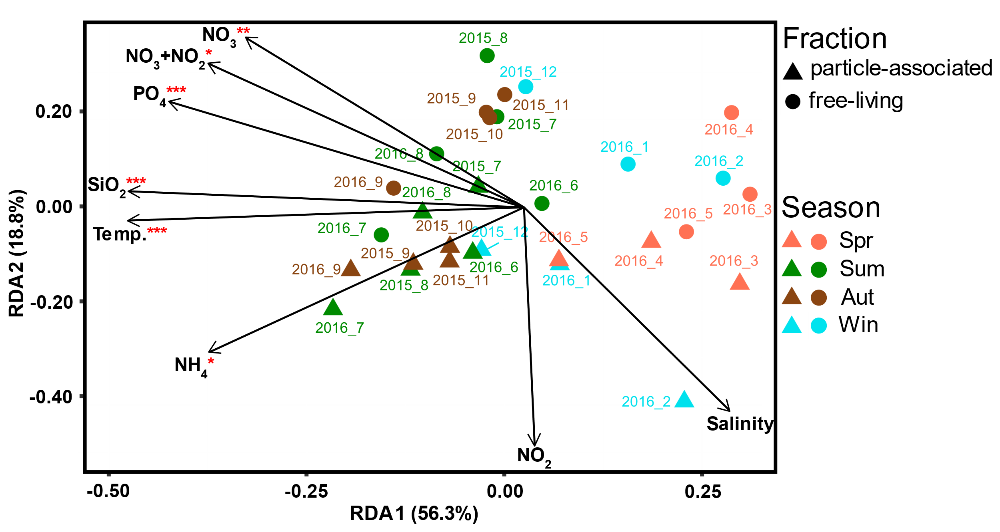 NO3**
NO3+NO2*
PO4***
SiO2***
Temp.***
NH4*
NO2
Salinity
2015_8
2015_12
2015_9
2015_11
2015_7
2015_10
2016_4
2016_8
2016_1
2016_2
2015_7
2016_9
2016_8
2016_6
2016_3
2016_5
2016_7
2015_10
2015_12
2016_5
2015_9
2016_9
2016_6
2016_4
2016_3
2015_8
2015_11
2016_1
2016_7
2016_2
0.20
0.00
-0.20
-0.40
RDA2 (18.8%)
-0.50
-0.25
0.00
0.25
RDA1 (56.3%)
Fraction
particle-associated
free-living
Season
Spr
Sum
Aut
Win